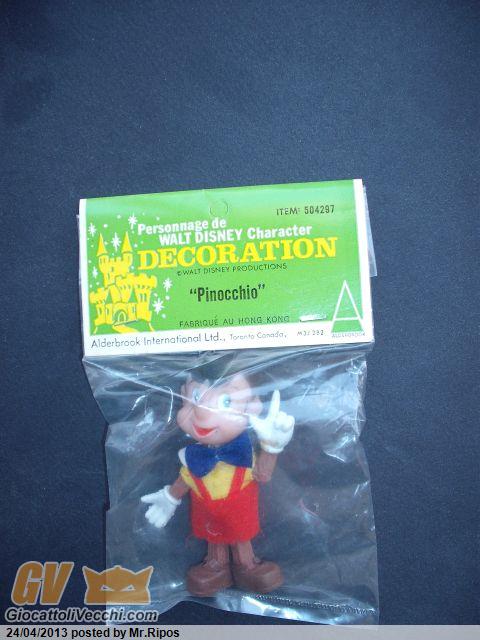 ITEM: 504297
Personnage de
WALT DISNEY Character
DECORATION
© WALT DISNEY PRODUCTIONS
"Pinocchio"
FABRIQUÉ AU HONG KONG
A
Alderbrook International Ltd., Toronto Canada,
ALDERBROOK
GV
GiocattoliVecchi.com
24/04/2013 posted by Mr.Ripos